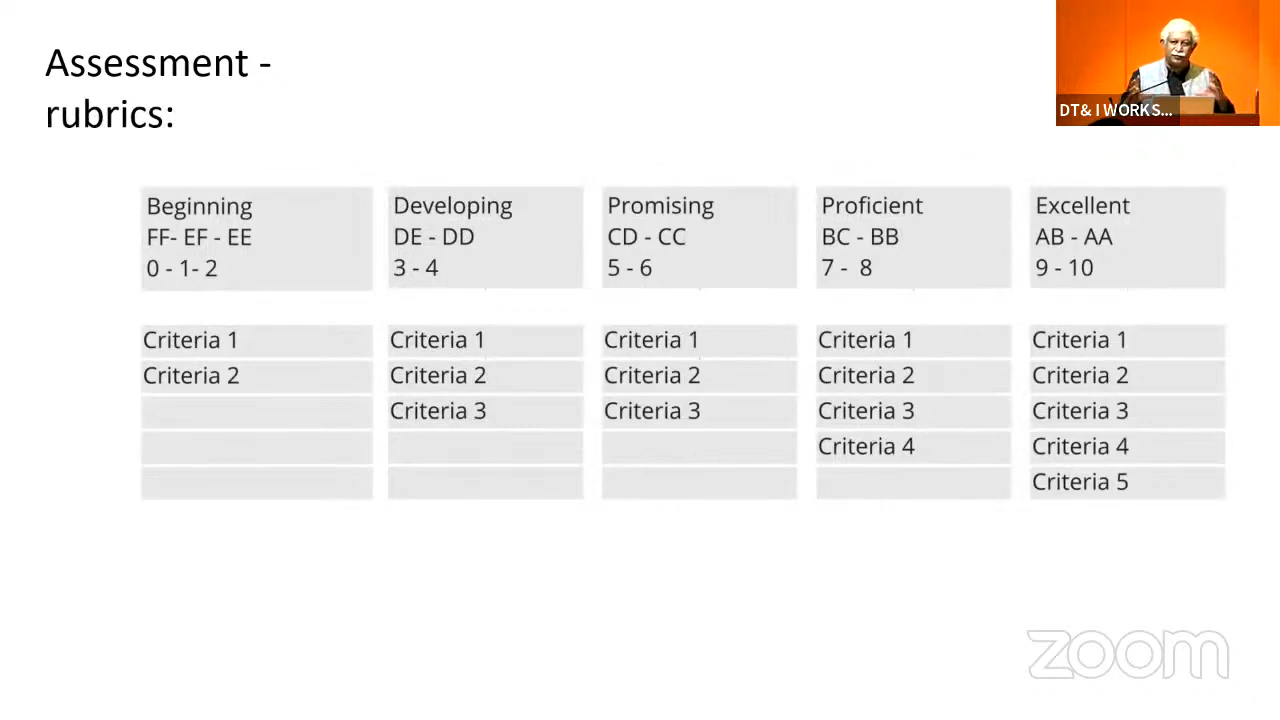 Assessment -
rubrics:
DT& I WORKS...
Beginning
FF- EF - EE
0 - 1- 2
Developing
DE - DD
3 - 4
Promising
CD - CC
5 - 6
Proficient
BC - BB
7 - 8
Excellent
AB - AA
9 - 10
Criteria 1
Criteria 2
Criteria 1
Criteria 2
Criteria 3
Criteria 1
Criteria 2
Criteria 3
Criteria 1
Criteria 2
Criteria 3
Criteria 4
Criteria 1
Criteria 2
Criteria 3
Criteria 4
Criteria 5
zoom